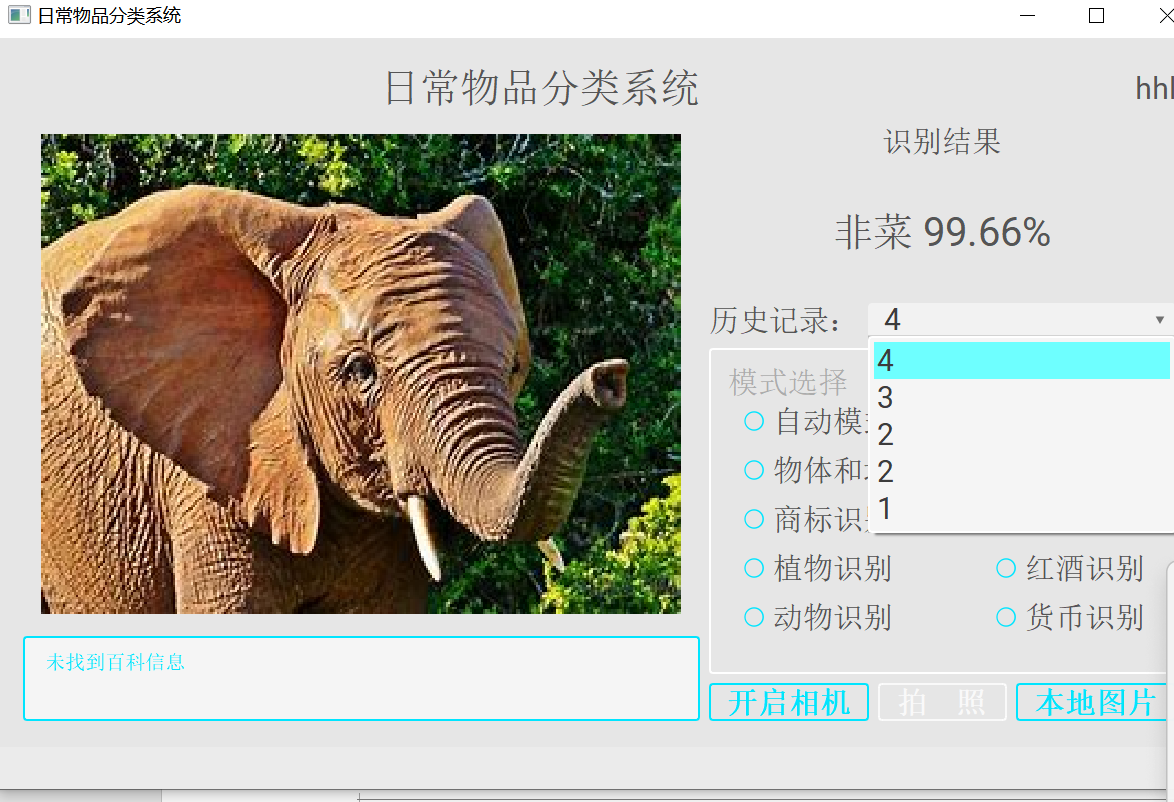 日常物品分类系统
日常物品分类系统
hhl
识别结果
非菜 99.66%
历史记录： 4
4
3
2
2
1
模式选择
自动模
物体和
商标识
植物识别 红酒识别
动物识别 货币识别
未找到百科信息
开启相机 拍 照 本地图片